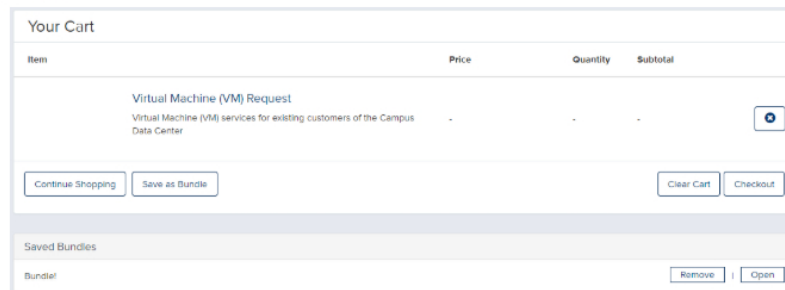 Your Cart
Item Price Quantity Subtotal
Virtual Machine (VM) Request
Virtual Machine (VM) services for existing customers of the Campus - - -
Data Center
Continue Shopping Save as Bundle Clear Cart Checkout
Saved Bundles
Bundle! Remove | Open